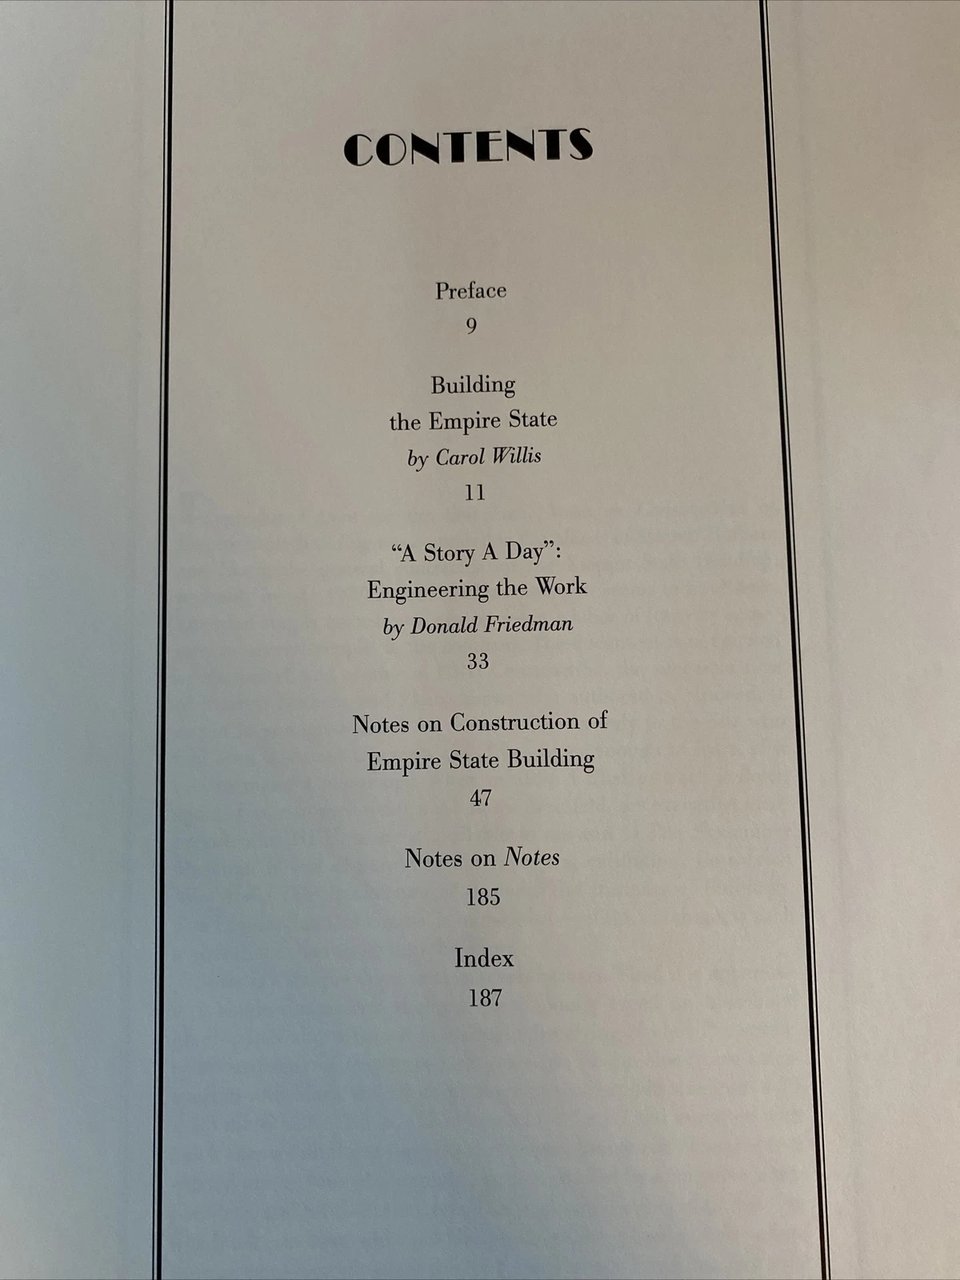 CONTENTS
Preface
9
Building
the Empire State
by Carol Willis
11
“A Story A Day”:
Engineering the Work
by Donald Friedman
33
Notes on Construction of
Empire State Building
47
Notes on Notes
185
Index
187